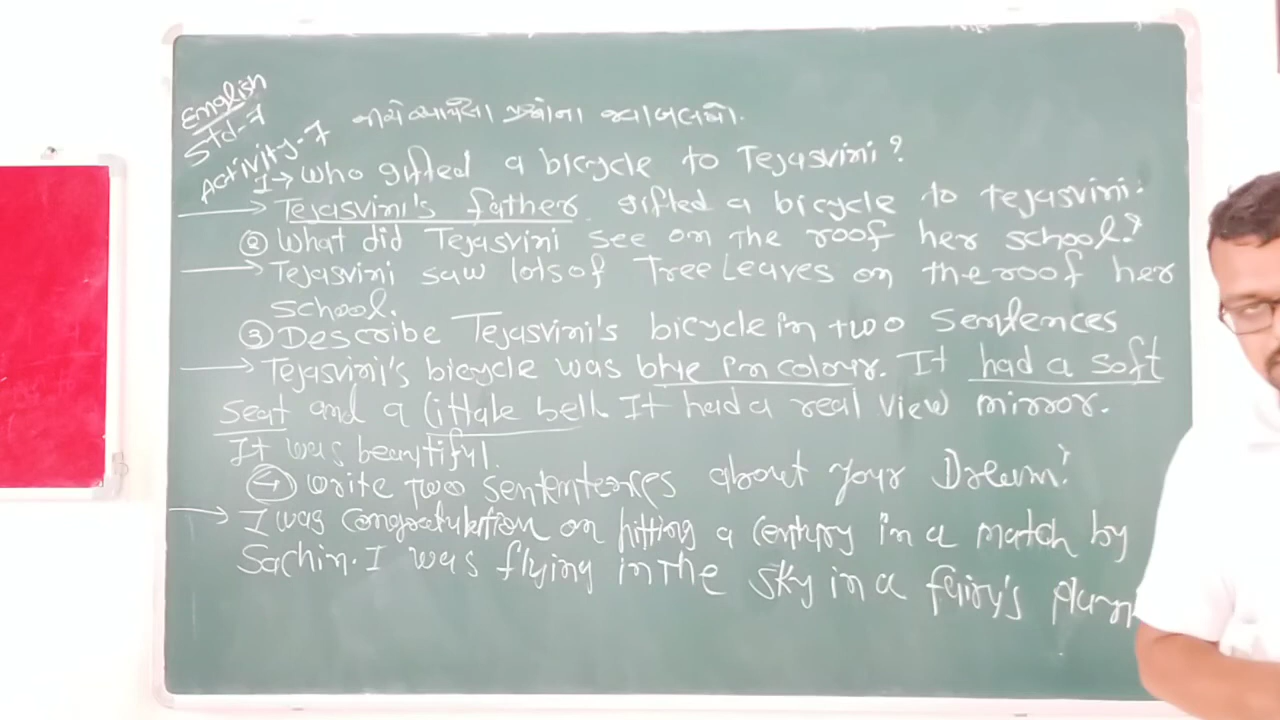 English
Std-7
Activity-7
નીચે આપેલા પ્રશ્નોના જવાબ લખો.
1→ Who gifted a bicycle to Tejasvini?
→ Tejasvini's father gifted a bicycle to tejasvini.
② What did Tejasvini see on the roof her school?
→ Tejasvini saw lots of Tree Leaves on the roof her
school.
③ Describe Tejasvini's bicycle in two sentences
→ Tejasvini's bicycle was blue in colour. It had a soft
seat and a littale bell It had a real view mirror.
It was beautiful.
④ Write two sententenses about your Dream?
→ I was congratulation on hitting a century in a match by
Sachin. I was flying in the sky in a fairy's